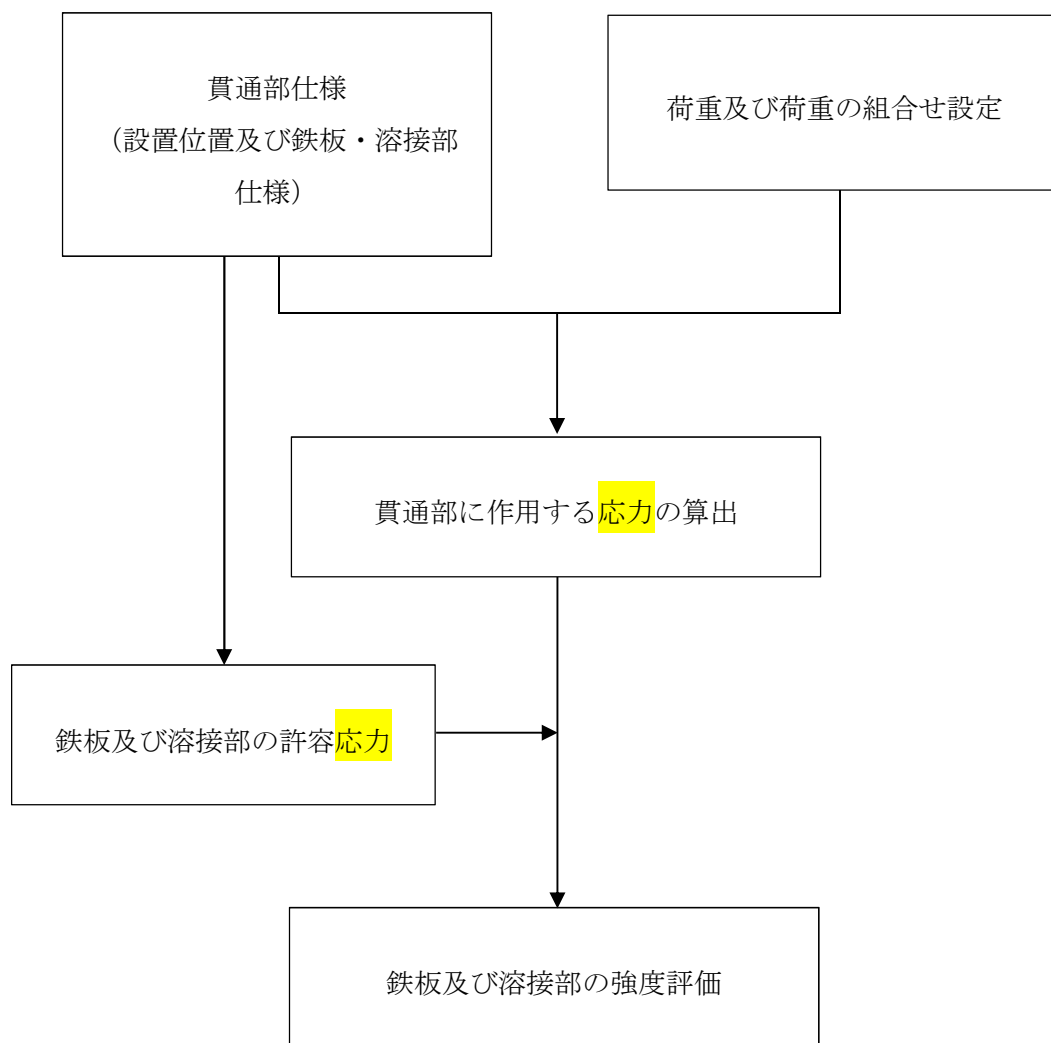 貫通部仕様
（設置位置及び鉄板・溶接部
仕様）
荷重及び荷重の組合せ設定
貫通部に作用する応力の算出
鉄板及び溶接部の許容応力
鉄板及び溶接部の強度評価